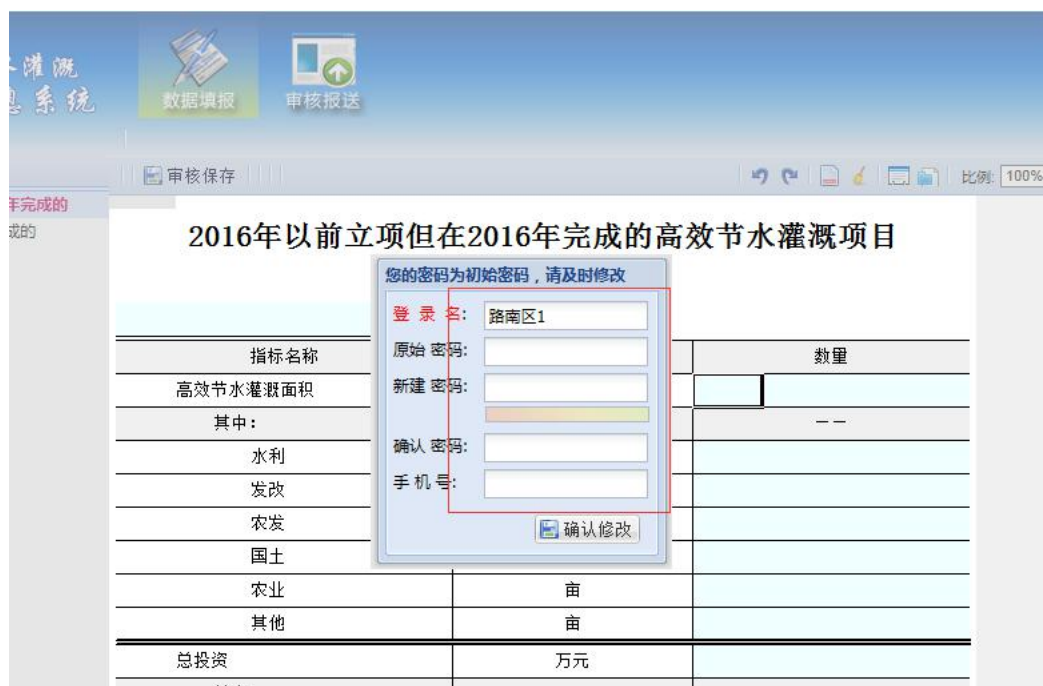 灌溉
系统
数据填报
审核报送
审核保存
比例: 100%
年完成的
成的
2016年以前立项但在2016年完成的高效节水灌溉项目
您的密码为初始密码，请及时修改
登 录 名: 路南区1
原始 密码:
新建 密码:
确认 密码:
手 机 号:
确认修改
指标名称
数量
高效节水灌溉面积
其中:
——
水利
发改
农发
国土
农业
亩
其他
亩
总投资
万元